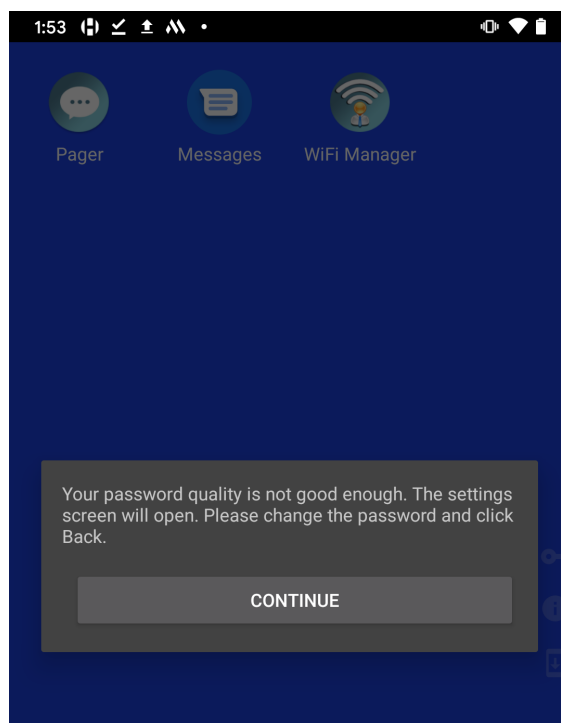 1:53
Pager Messages WiFi Manager
Your password quality is not good enough. The settings
screen will open. Please change the password and click
Back.
CONTINUE